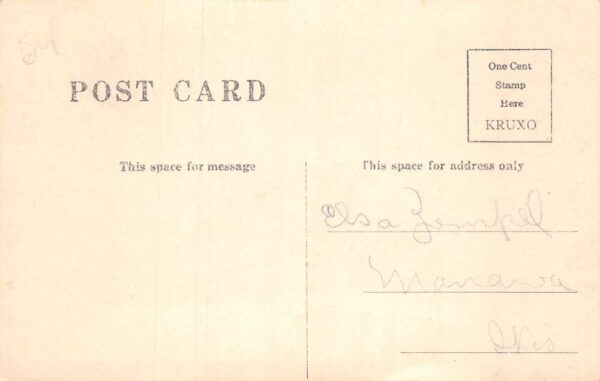 POST CARD
One Cent
Stamp
Here
KRUXO
This space for message
This space for address only
Elsa Zempel
Manawa
Wis